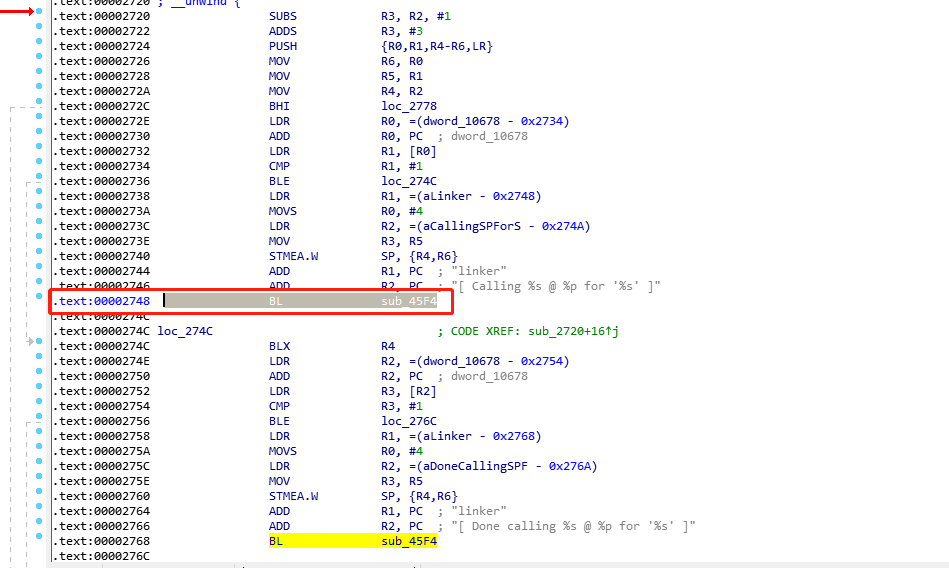 .text:00002720 ; __unwind {
.text:00002720 SUBS R3, R2, #1
.text:00002722 ADDS R3, #3
.text:00002724 PUSH {R0,R1,R4-R6,LR}
.text:00002726 MOV R6, R0
.text:00002728 MOV R5, R1
.text:0000272A MOV R4, R2
.text:0000272C BHI loc_2778
.text:0000272E LDR R0, =(dword_10678 - 0x2734)
.text:00002730 ADD R0, PC ; dword_10678
.text:00002732 LDR R1, [R0]
.text:00002734 CMP R1, #1
.text:00002736 BLE loc_274C
.text:00002738 LDR R1, =(aLinker - 0x2748)
.text:0000273A MOVS R0, #4
.text:0000273C LDR R2, =(aCallingSPForS - 0x274A)
.text:0000273E MOV R3, R5
.text:00002740 STMEA.W SP, {R4,R6}
.text:00002744 ADD R1, PC ; "linker"
.text:00002746 ADD R2, PC ; "[ Calling %s @ %p for '%s' ]"
.text:00002748 BL sub_45F4
.text:0000274C
.text:0000274C loc_274C ; CODE XREF: sub_2720+16↑j
.text:0000274C BLX R4
.text:0000274E LDR R2, =(dword_10678 - 0x2754)
.text:00002750 ADD R2, PC ; dword_10678
.text:00002752 LDR R3, [R2]
.text:00002754 CMP R3, #1
.text:00002756 BLE loc_276C
.text:00002758 LDR R1, =(aLinker - 0x2768)
.text:0000275A MOVS R0, #4
.text:0000275C LDR R2, =(aDoneCallingSPF - 0x276A)
.text:0000275E MOV R3, R5
.text:00002760 STMEA.W SP, {R4,R6}
.text:00002764 ADD R1, PC ; "linker"
.text:00002766 ADD R2, PC ; "[ Done calling %s @ %p for '%s' ]"
.text:00002768 BL sub_45F4
.text:0000276C